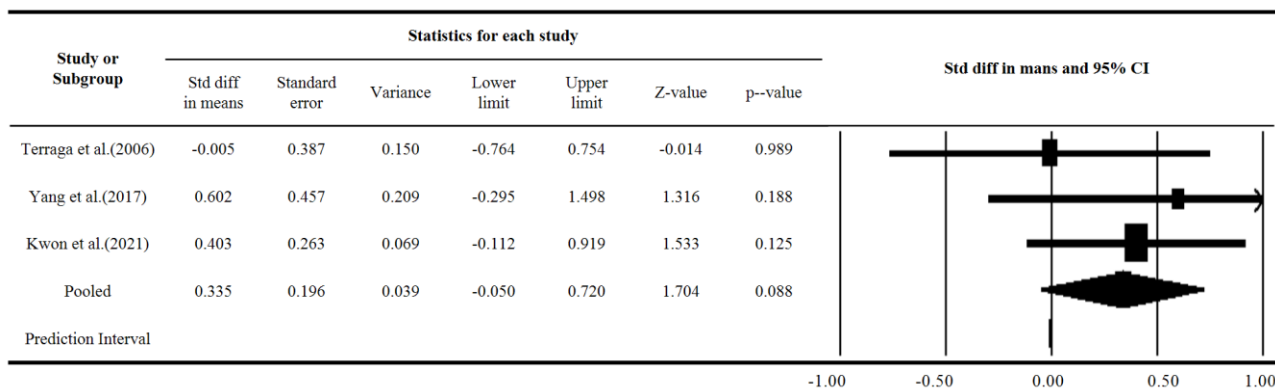 Statistics for each study
Study or
Subgroup
Std diff in mans and 95% CI
Std diff
in means
Standard
error
Variance
Lower
limit
Upper
limit
Z-value
p--value
Terraga et al.(2006) -0.005 0.387 0.150 -0.764 0.754 -0.014 0.989
Yang et al.(2017) 0.602 0.457 0.209 -0.295 1.498 1.316 0.188
Kwon et al.(2021) 0.403 0.263 0.069 -0.112 0.919 1.533 0.125
Pooled 0.335 0.196 0.039 -0.050 0.720 1.704 0.088
Prediction Interval
-1.00 -0.50 0.00 0.50 1.00